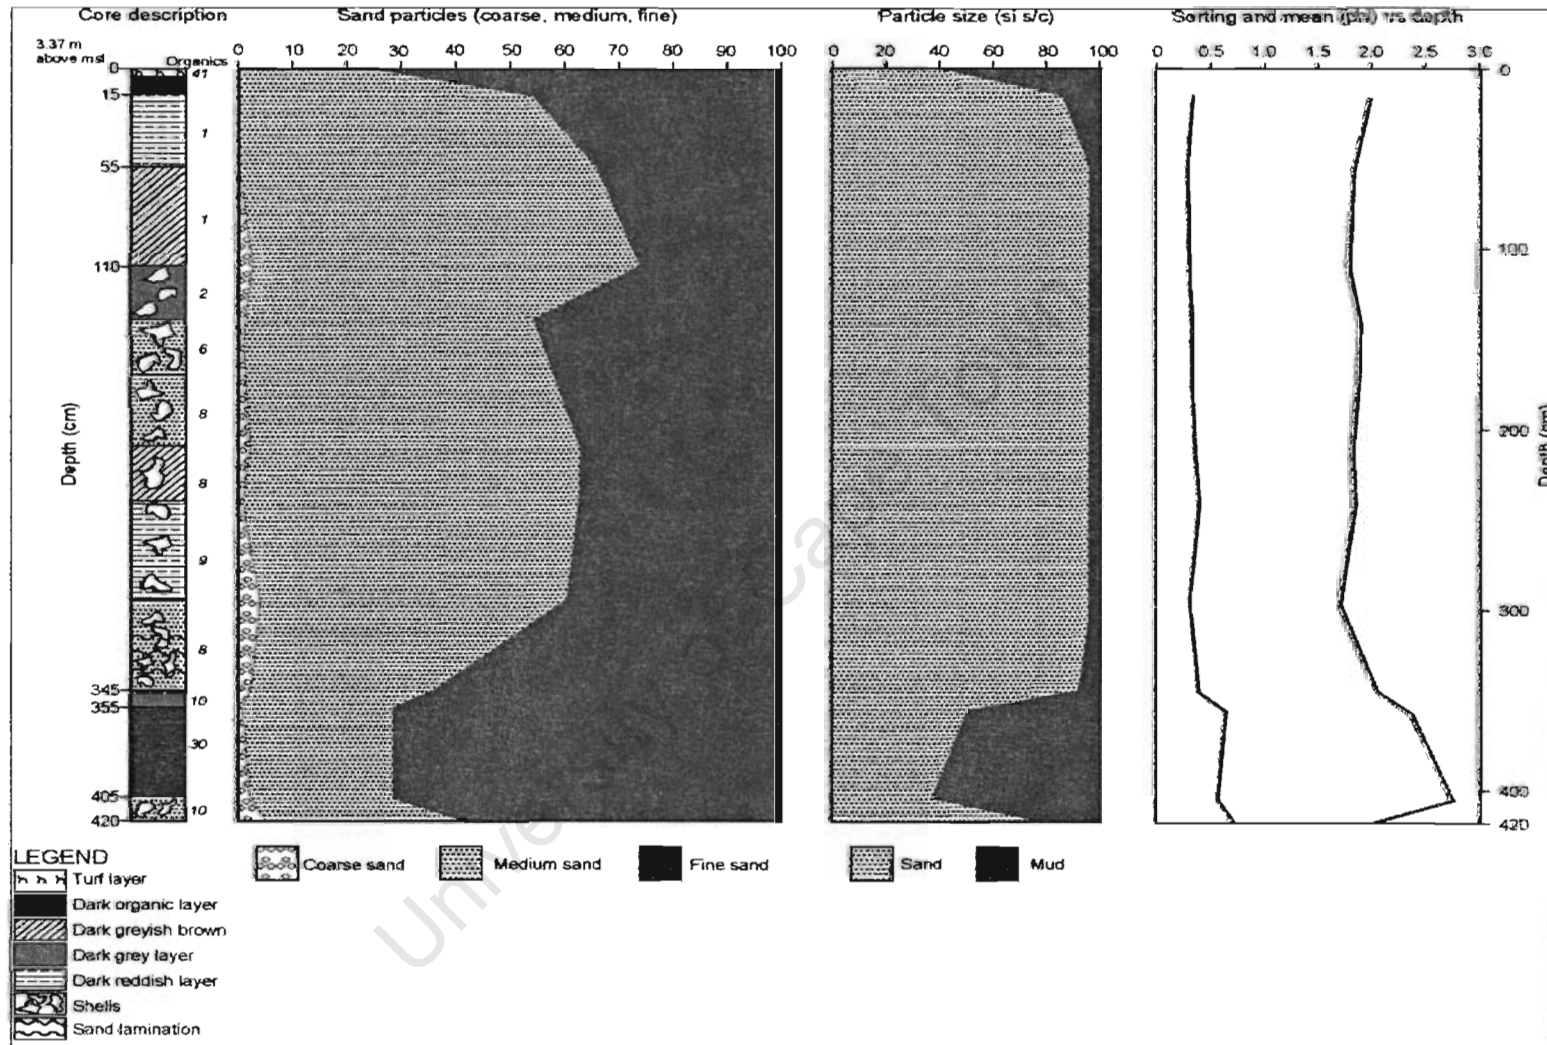 Core description
Sand particles (coarse, medium, fine)
Particle size (si s/c)
Sorting and mean (phi) vs depth
3.37 m
above msl
Organics
0 10 20 30 40 50 60 70 80 90 100
0 20 40 60 80 100
0 0.5 1.0 1.5 2.0 2.5 3.0
0
15
55
110
345
355
405
420
Depth (cm)
41
1
1
2
6
8
8
9
8
10
30
10
0
100
200
300
400
420
Depth (cm)
Coarse sand
Medium sand
Fine sand
Sand
Mud
LEGEND
Turf layer
Dark organic layer
Dark greyish brown
Dark grey layer
Dark reddish layer
Shells
Sand lamination